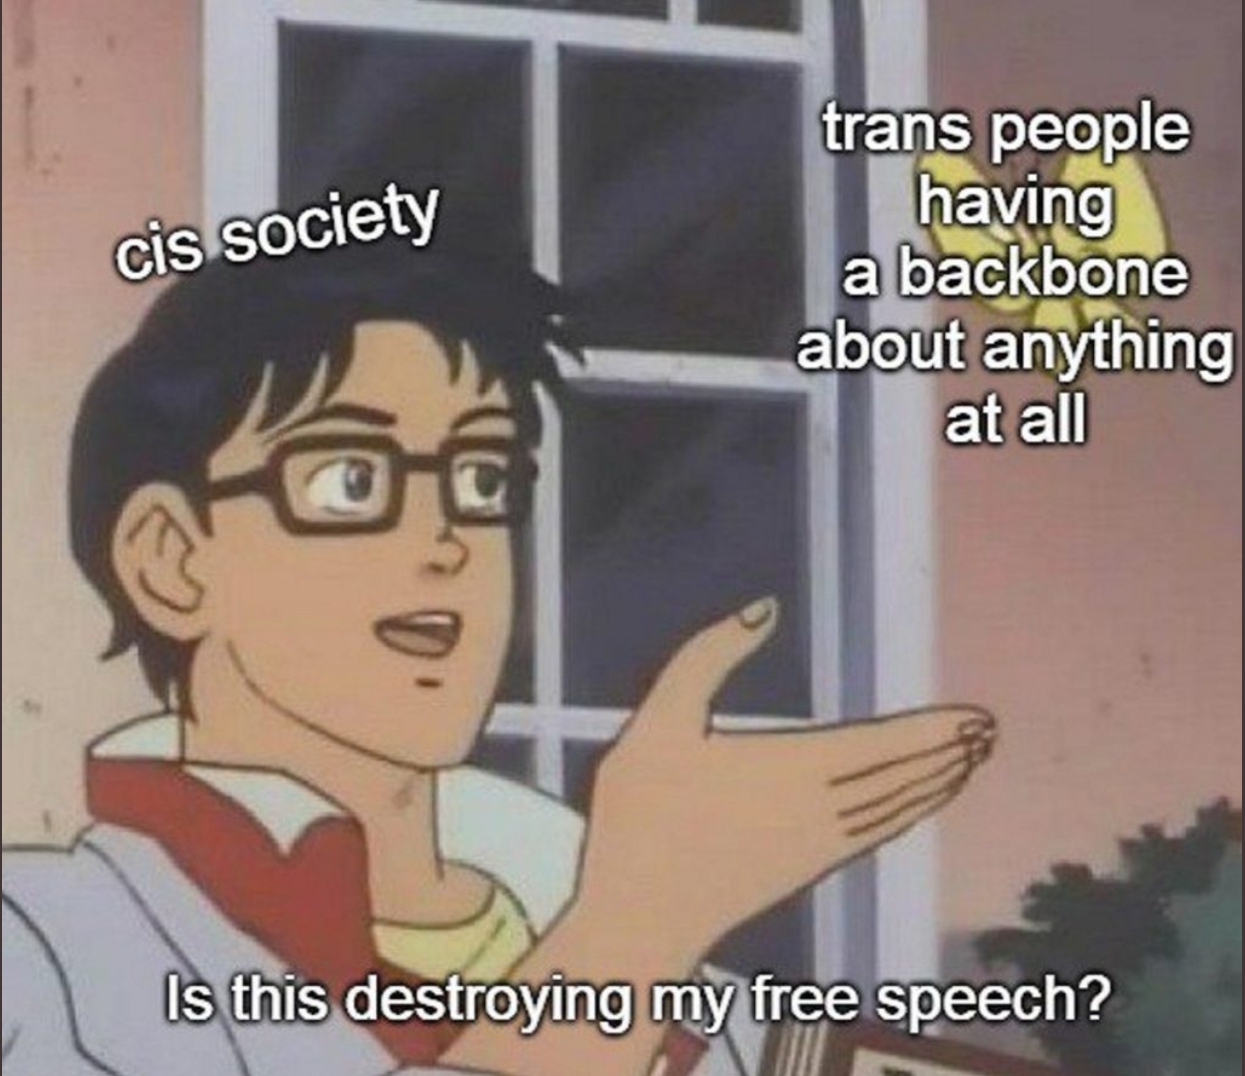 cis society
trans people
having
a backbone
about anything
at all
Is this destroying my free speech?